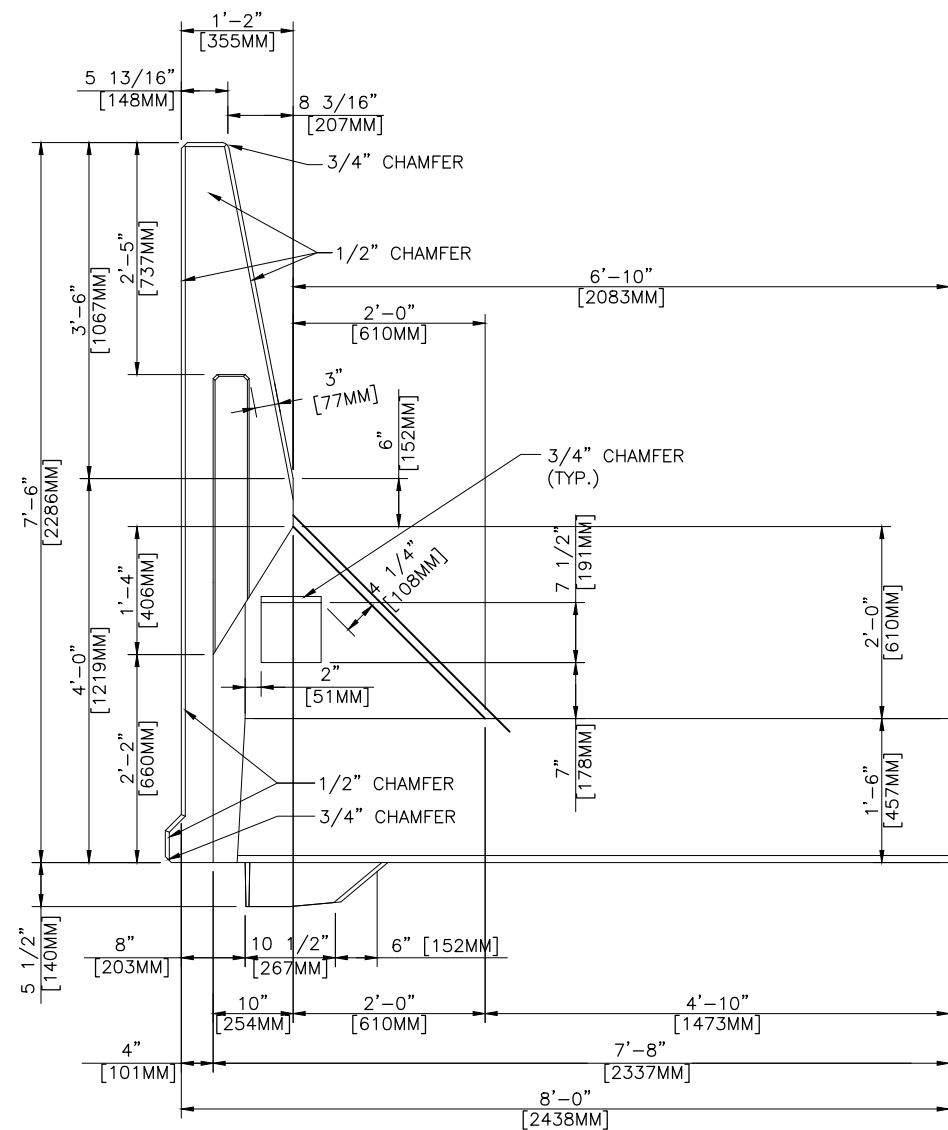 1'-2"
[355MM]
5 13/16"
[148MM]
8 3/16"
[207MM]
3/4" CHAMFER
1/2" CHAMFER
2'-5"
[737MM]
3'-6"
[1067MM]
6'-10"
[2083MM]
2'-0"
[610MM]
3"
[77MM]
6"
[152MM]
3/4" CHAMFER
(TYP.)
7'-6"
[2286MM]
4 1/4"
[108MM]
7 1/2"
[191MM]
1'-4"
[406MM]
2'-0"
[610MM]
4'-0"
[1219MM]
2"
[51MM]
2'-2"
[660MM]
7"
[178MM]
1'-6"
[457MM]
1/2" CHAMFER
3/4" CHAMFER
5 1/2"
[140MM]
8"
[203MM]
10 1/2"
[267MM]
6" [152MM]
10"
[254MM]
2'-0"
[610MM]
4'-10"
[1473MM]
4"
[101MM]
7'-8"
[2337MM]
8'-0"
[2438MM]